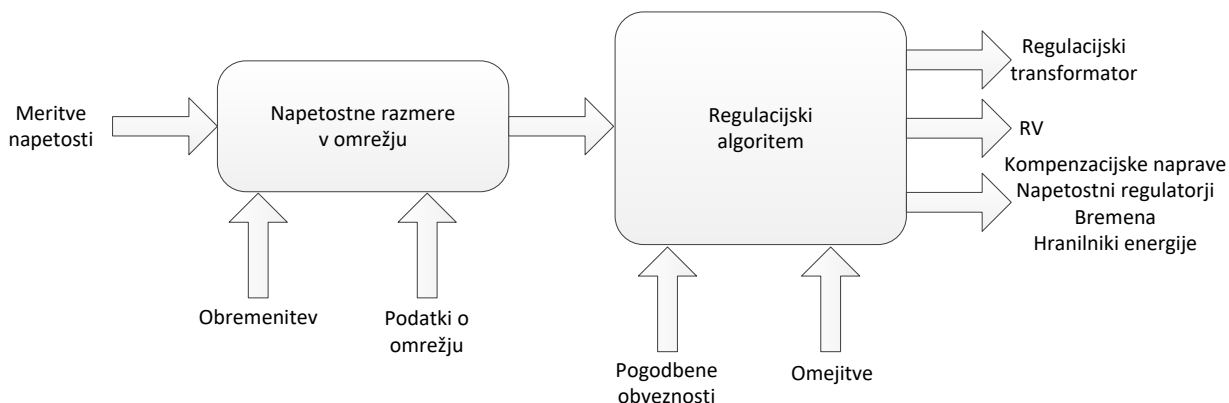 Meritve
napetosti
Napetostne razmere
v omrežju
Obremenitev
Podatki o
omrežju
Regulacijski
algoritem
Pogodbene
obveznosti
Omejitve
Regulacijski
transformator
RV
Kompenzacijske naprave
Napetostni regulatorji
Bremena
Hranilniki energije